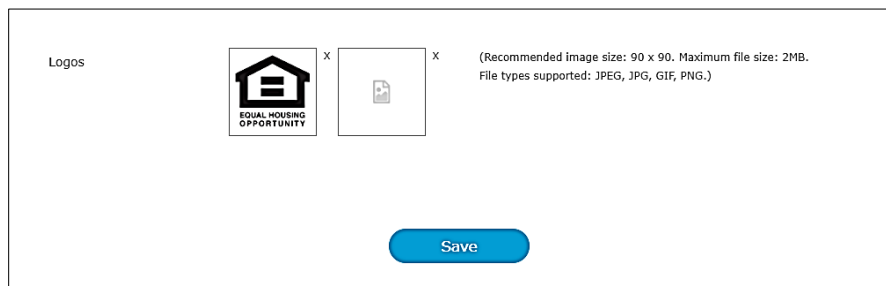 Logos
EQUAL HOUSING
OPPORTUNITY
x
x
(Recommended image size: 90 x 90. Maximum file size: 2MB.
File types supported: JPEG, JPG, GIF, PNG.)
Save